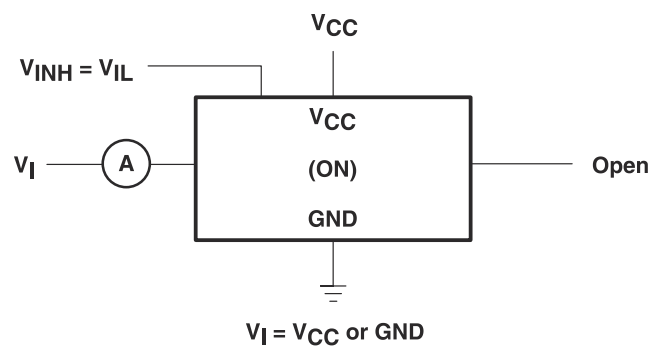 VCC
VINH = VIL
VCC
VI
A
(ON)
Open
GND
VI = VCC or GND